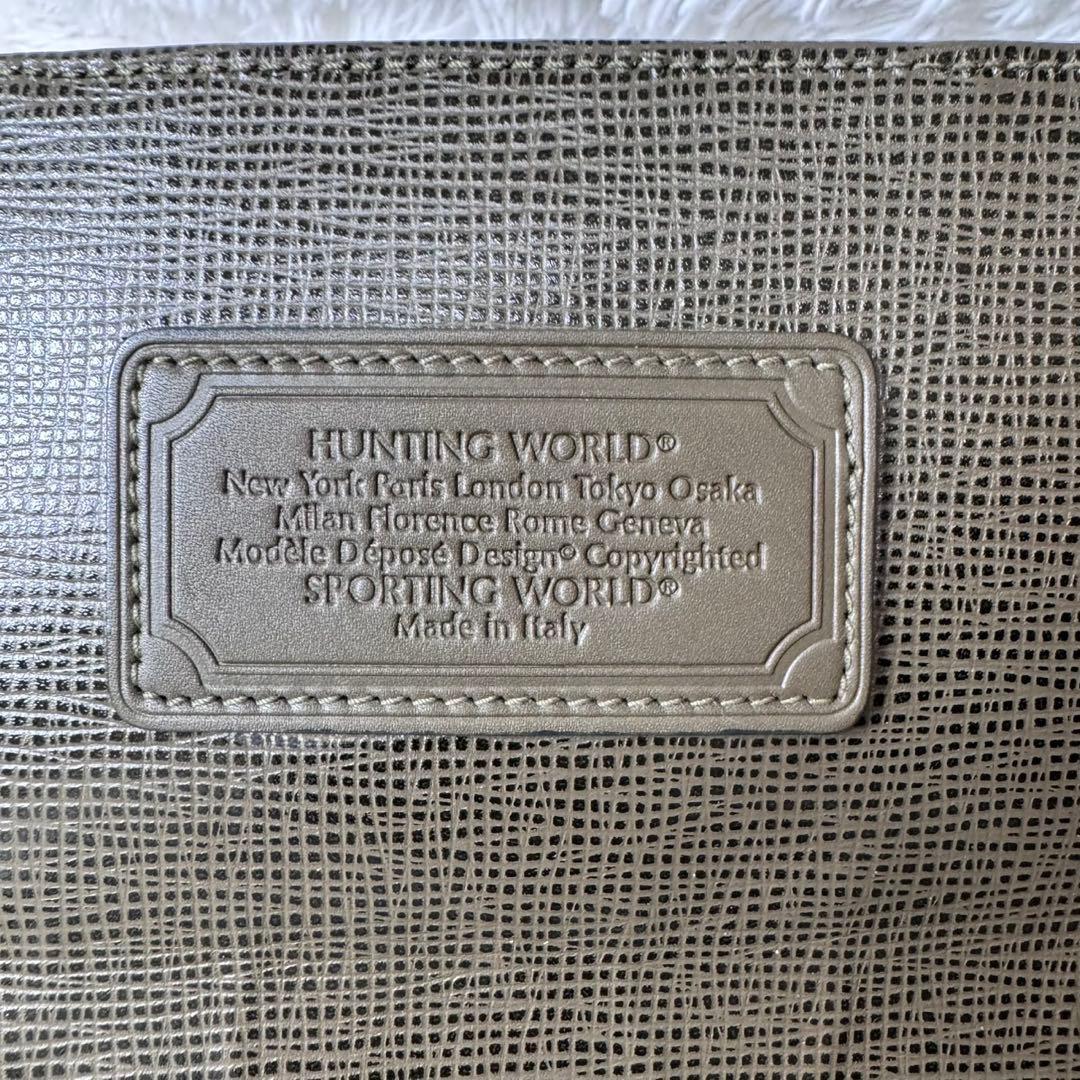 HUNTING WORLD®
New York Paris London Tokyo Osaka
Milan Florence Rome Geneva
Modèle Déposé Design© Copyrighted
SPORTING WORLD®
Made in Italy